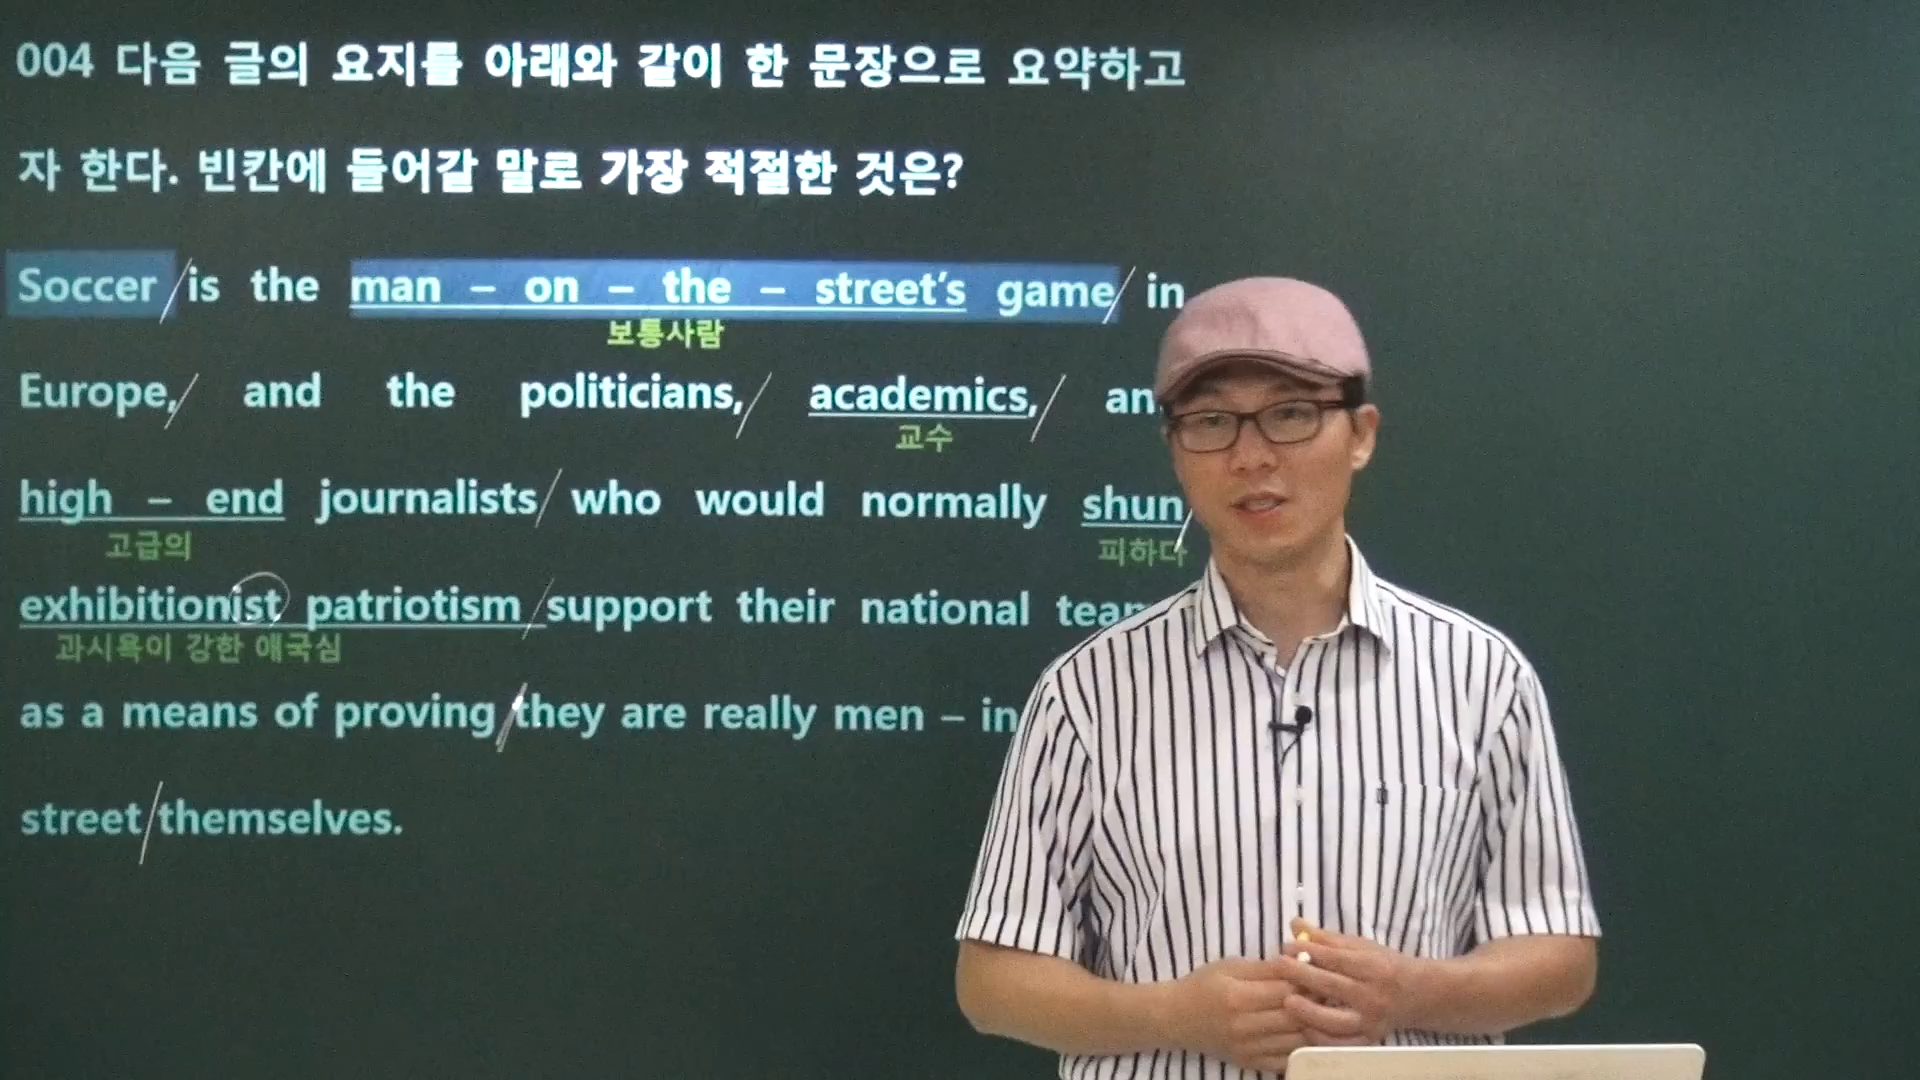 004 다음 글의 요지를 아래와 같이 한 문장으로 요약하고
자 한다. 빈칸에 들어갈 말로 가장 적절한 것은?
Soccer is the man – on – the – street’s game in
보통사람
Europe, and the politicians, academics,
교수
high – end journalists who would normally shun
고급의 피하다
exhibitionist patriotism support their national
과시욕이 강한 애국심
as a means of proving they are really men – in
street themselves.